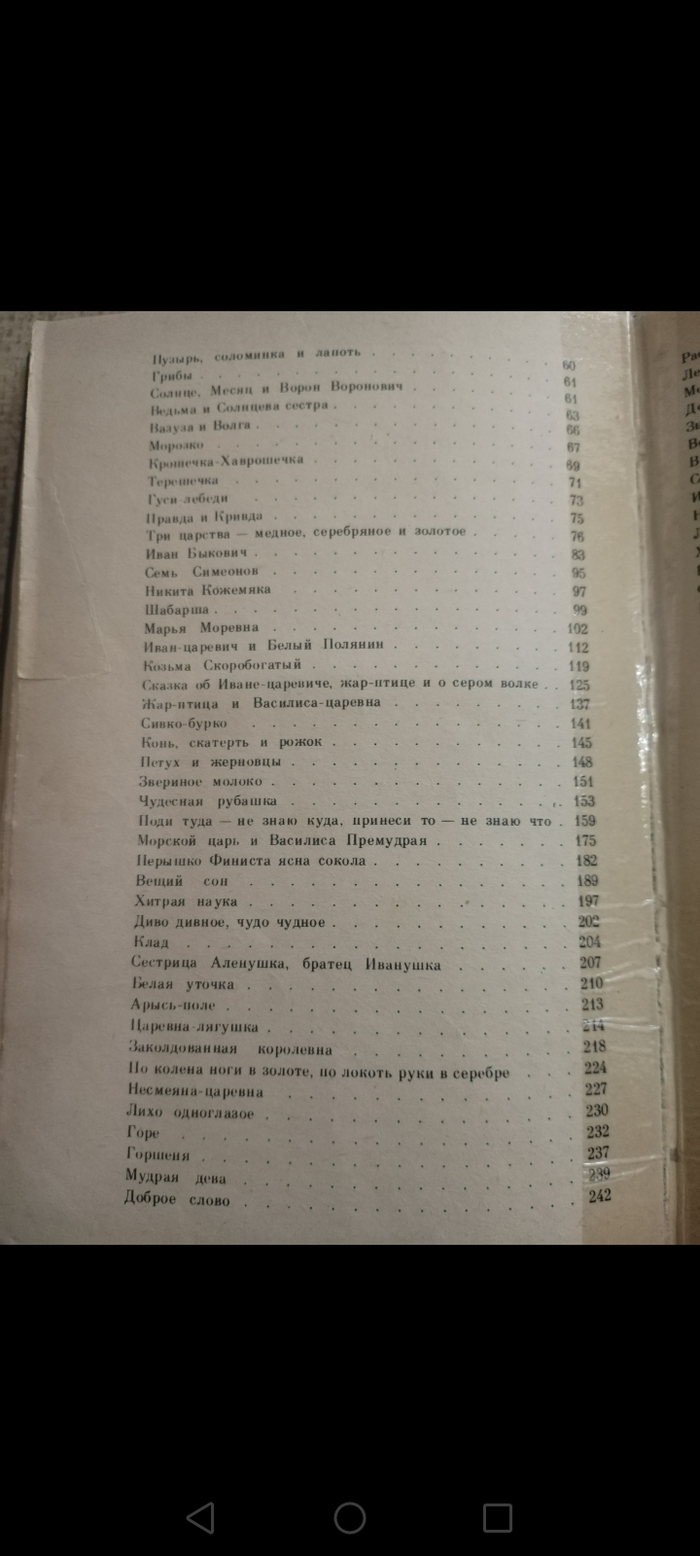 Пузырь, соломинка и лапоть . . . . . . . . . 60
Грибы . . . . . . . . . . . . . . . . . 61
Солнце, Месяц и Ворон Воронович . . . . . . . 61
Ведьма и Солнцева сестра . . . . . . . . . . . 63
Вазуза и Волга . . . . . . . . . . . . . . . 66
Морозко . . . . . . . . . . . . . . . . 67
Крошечка-Хаврошечка . . . . . . . . . . . 69
Терешечка . . . . . . . . . . . . . . . 71
Гуси-лебеди . . . . . . . . . . . . . . 73
Правда и Кривда . . . . . . . . . . . . . 75
Три царства — медное, серебряное и золотое . . . . . 76
Иван Быкович . . . . . . . . . . . . . . 83
Семь Симеонов . . . . . . . . . . . . . 95
Никита Кожемяка . . . . . . . . . . . . 97
Шабарша . . . . . . . . . . . . . . . . 99
Марья Моревна . . . . . . . . . . . . . 102
Иван-царевич и Белый Полянин . . . . . . . . 112
Козьма Скоробогатый . . . . . . . . . . . 119
Сказка об Иване-царевиче, жар-птице и о сером волке . . 125
Жар-птица и Василиса-царевна . . . . . . . . 137
Сивко-бурко . . . . . . . . . . . . . . 141
Конь, скатерть и рожок . . . . . . . . . . 145
Петух и жерновцы . . . . . . . . . . . . 148
Звериное молоко . . . . . . . . . . . . . 151
Чудесная рубашка . . . . . . . . . . . . 153
Поди туда — не знаю куда, принеси то — не знаю что . 159
Морской царь и Василиса Премудрая . . . . . . 175
Перышко Финиста ясна сокола . . . . . . . . 182
Вещий сон . . . . . . . . . . . . . . 189
Хитрая наука . . . . . . . . . . . . . . 197
Диво дивное, чудо чудное . . . . . . . . . . 202
Клад . . . . . . . . . . . . . . . . . 204
Сестрица Аленушка, братец Иванушка . . . . . . 207
Белая уточка . . . . . . . . . . . . . . 210
Арысь-поле . . . . . . . . . . . . . . . 213
Царевна-лягушка . . . . . . . . . . . . . 214
Заколдованная королевна . . . . . . . . . . 218
По колена ноги в золоте, по локоть руки в серебре . . . 224
Несмеяна-царевна . . . . . . . . . . . . 227
Лихо одноглазое . . . . . . . . . . . . . 230
Горе . . . . . . . . . . . . . . . . . 232
Горшеня . . . . . . . . . . . . . . . . 237
Мудрая дева . . . . . . . . . . . . . . 239
Доброе слово . . . . . . . . . . . . . . 242